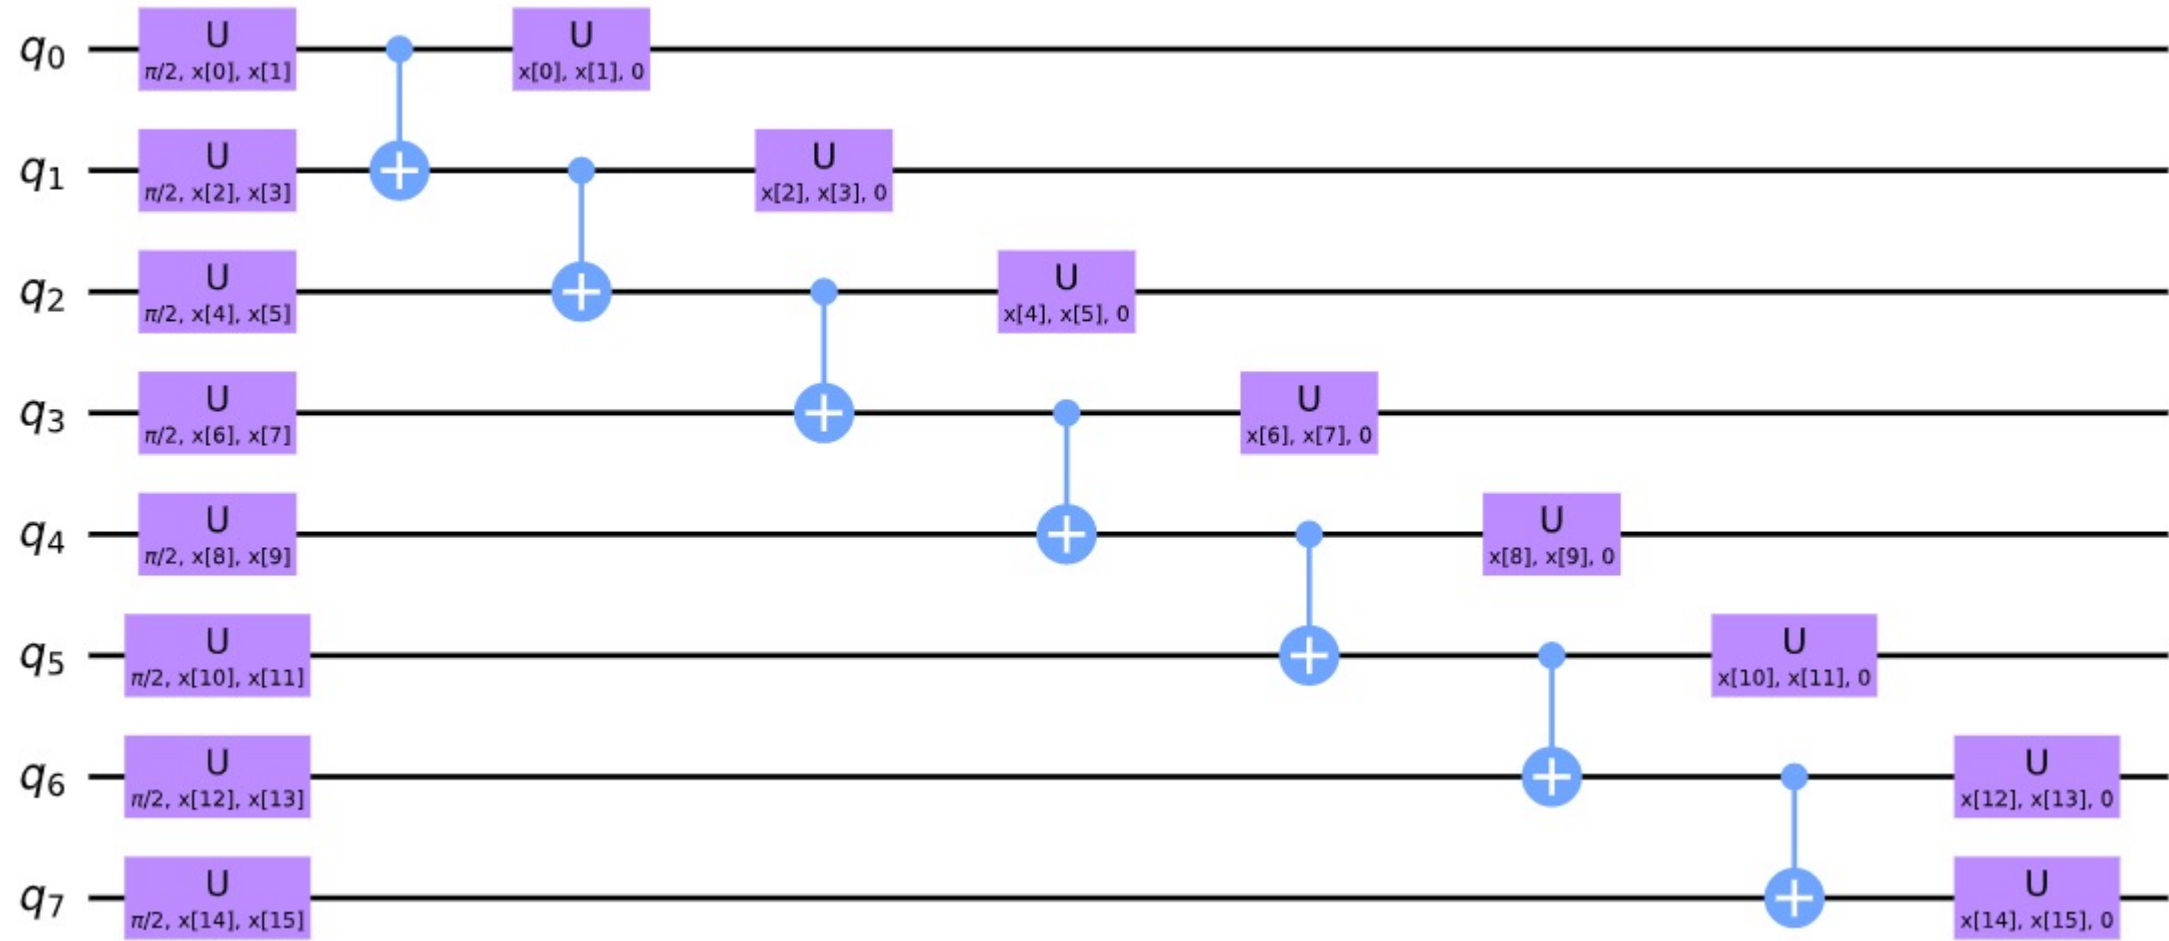 q0 U U
π/2, x[0], x[1] x[0], x[1], 0
q1 U U
π/2, x[2], x[3] x[2], x[3], 0
q2 U U
π/2, x[4], x[5] x[4], x[5], 0
q3 U U
π/2, x[6], x[7] x[6], x[7], 0
q4 U U
π/2, x[8], x[9] x[8], x[9], 0
q5 U U
π/2, x[10], x[11] x[10], x[11], 0
q6 U U
π/2, x[12], x[13] x[12], x[13], 0
q7 U U
π/2, x[14], x[15] x[14], x[15], 0